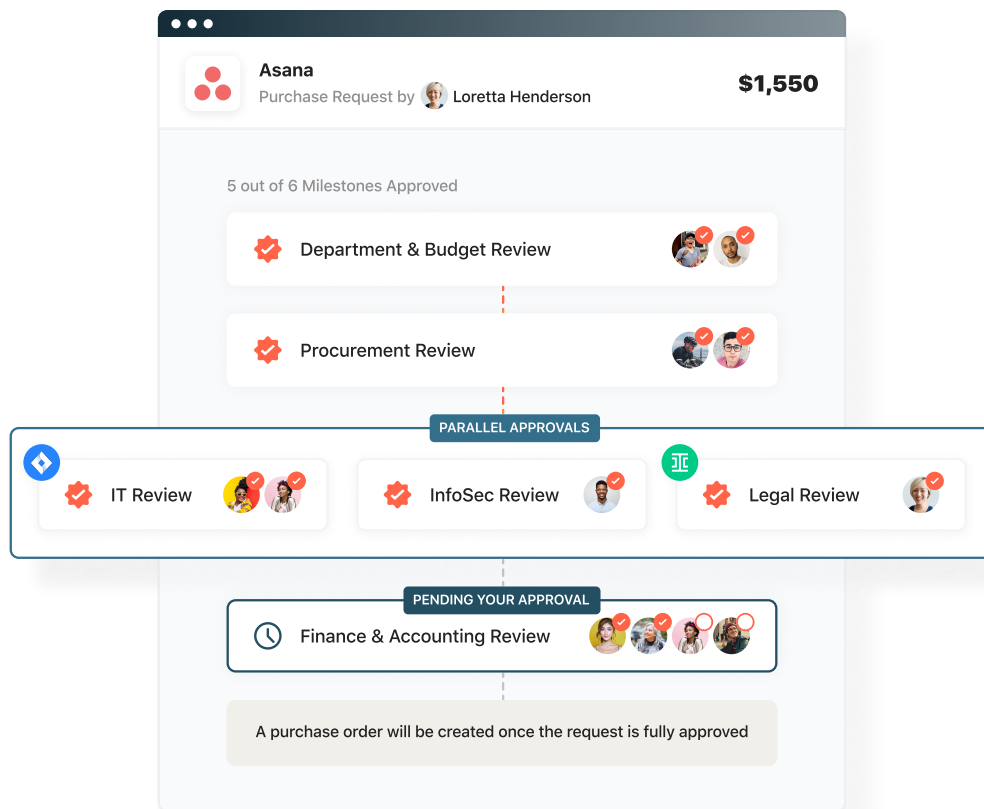 Asana
Purchase Request by Loretta Henderson
$1,550
5 out of 6 Milestones Approved
Department & Budget Review
Procurement Review
PARALLEL APPROVALS
IT Review
InfoSec Review
Legal Review
PENDING YOUR APPROVAL
Finance & Accounting Review
A purchase order will be created once the request is fully approved